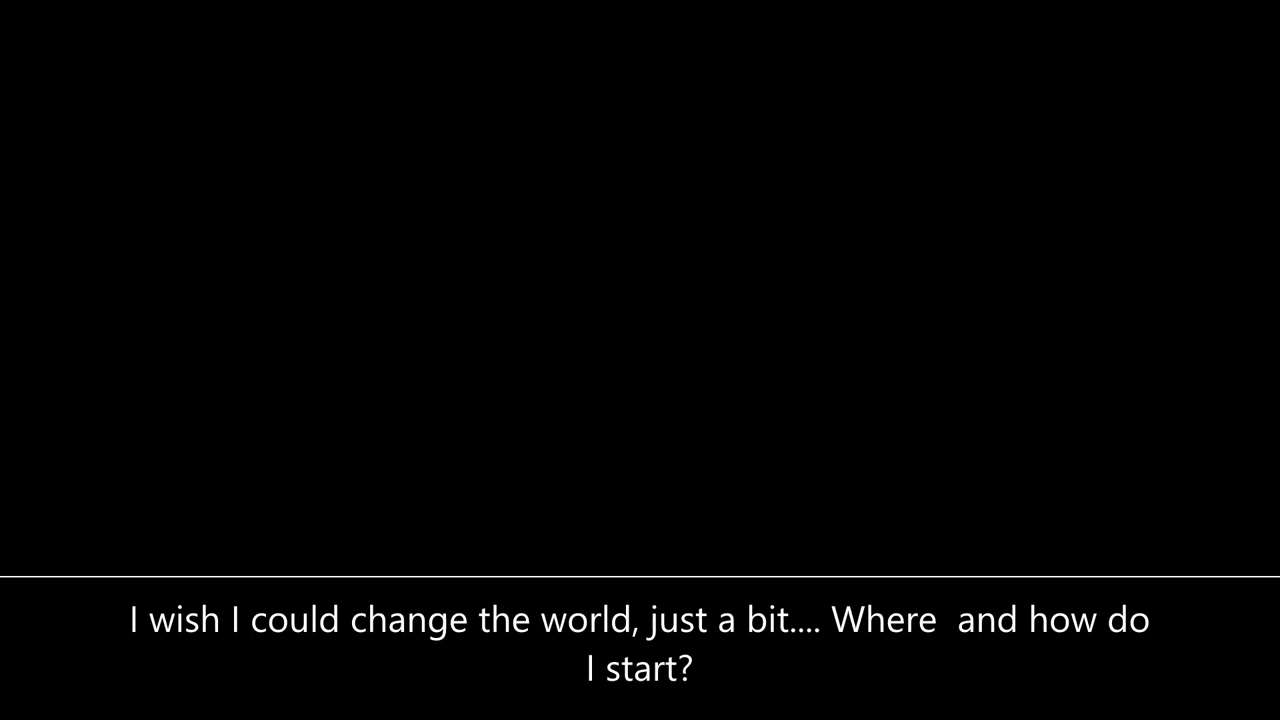 I wish I could change the world, just a bit.... Where  and how do
I start?